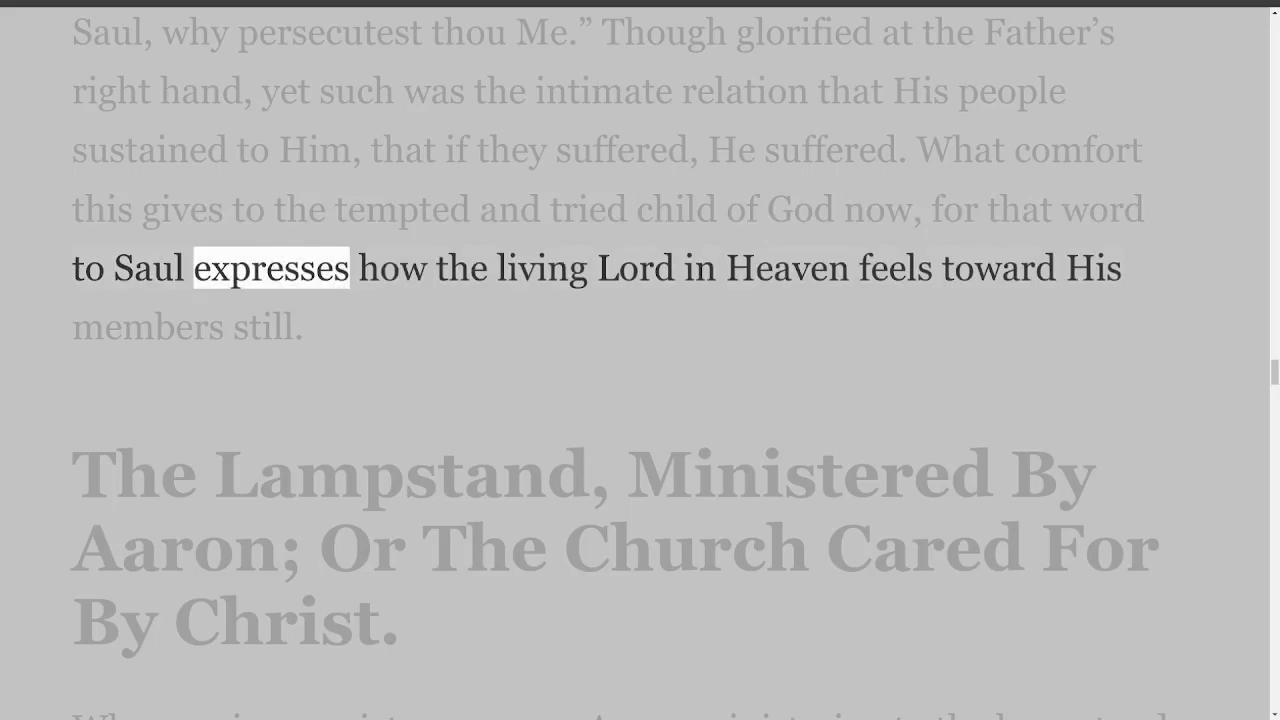 Saul, why persecutest thou Me.” Though glorified at the Father’s
right hand, yet such was the intimate relation that His people
sustained to Him, that if they suffered, He suffered. What comfort
this gives to the tempted and tried child of God now, for that word
to Saul expresses how the living Lord in Heaven feels toward His
members still.
The Lampstand, Ministered By
Aaron; Or The Church Cared For
By Christ.